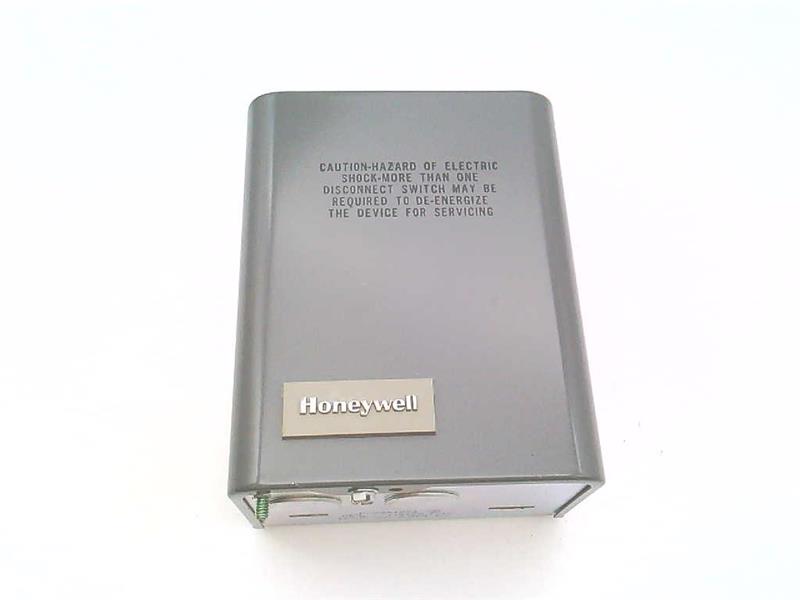 CAUTION-HAZARD OF ELECTRIC
SHOCK-MORE THAN ONE
DISCONNECT SWITCH MAY BE
REQUIRED TO DE-ENERGIZE
THE DEVICE FOR SERVICING
Honeywell